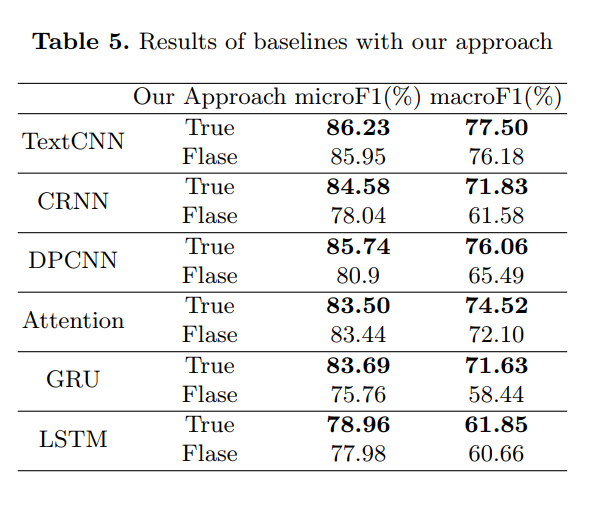 Table 5. Results of baselines with our approach
Our Approach microF1(%) macroF1(%)
TextCNN
True 86.23 77.50
Flase 85.95 76.18
CRNN
True 84.58 71.83
Flase 78.04 61.58
DPCNN
True 85.74 76.06
Flase 80.9 65.49
Attention
True 83.50 74.52
Flase 83.44 72.10
GRU
True 83.69 71.63
Flase 75.76 58.44
LSTM
True 78.96 61.85
Flase 77.98 60.66